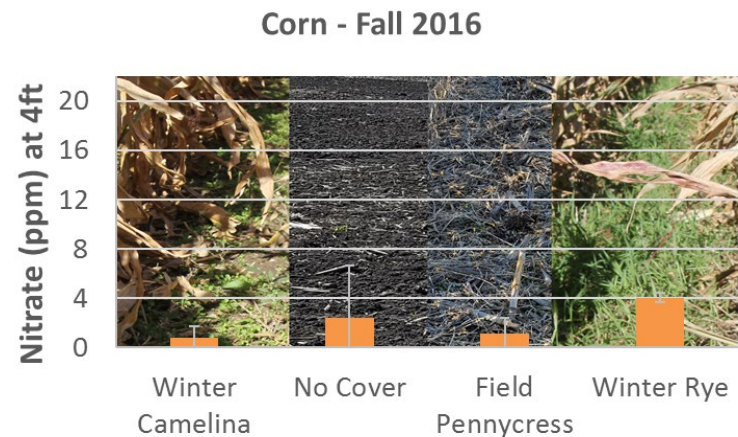 Corn - Fall 2016
Nitrate (ppm) at 4ft
20
16
12
8
4
0
Winter
Camelina
No Cover
Field
Pennycress
Winter Rye